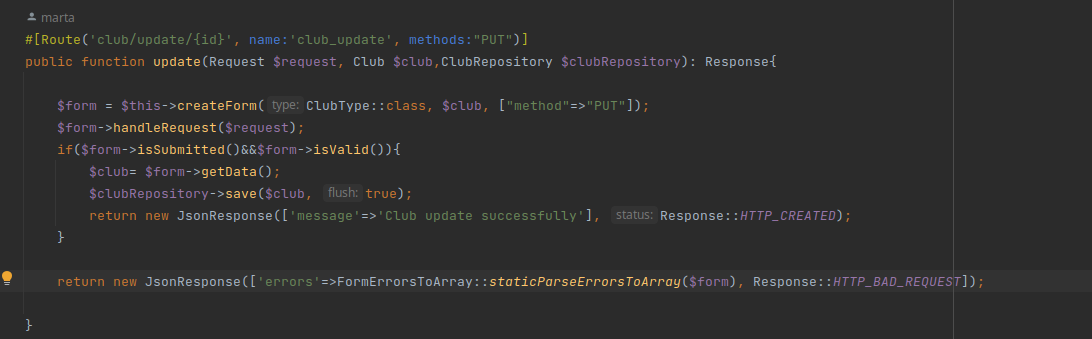 marta
#[Route('club/update/{id}', name:'club_update', methods:"PUT")]
public function update(Request $request, Club $club,ClubRepository $clubRepository): Response{
$form = $this->createForm( type: ClubType::class, $club, ["method"=>"PUT"]);
$form->handleRequest($request);
if($form->isSubmitted()&&$form->isValid()){
$club= $form->getData();
$clubRepository->save($club, flush: true);
return new JsonResponse(['message'=>'Club update successfully'], status: Response::HTTP_CREATED);
}
return new JsonResponse(['errors'=>FormErrorsToArray::staticParseErrorsToArray($form), Response::HTTP_BAD_REQUEST]);
}